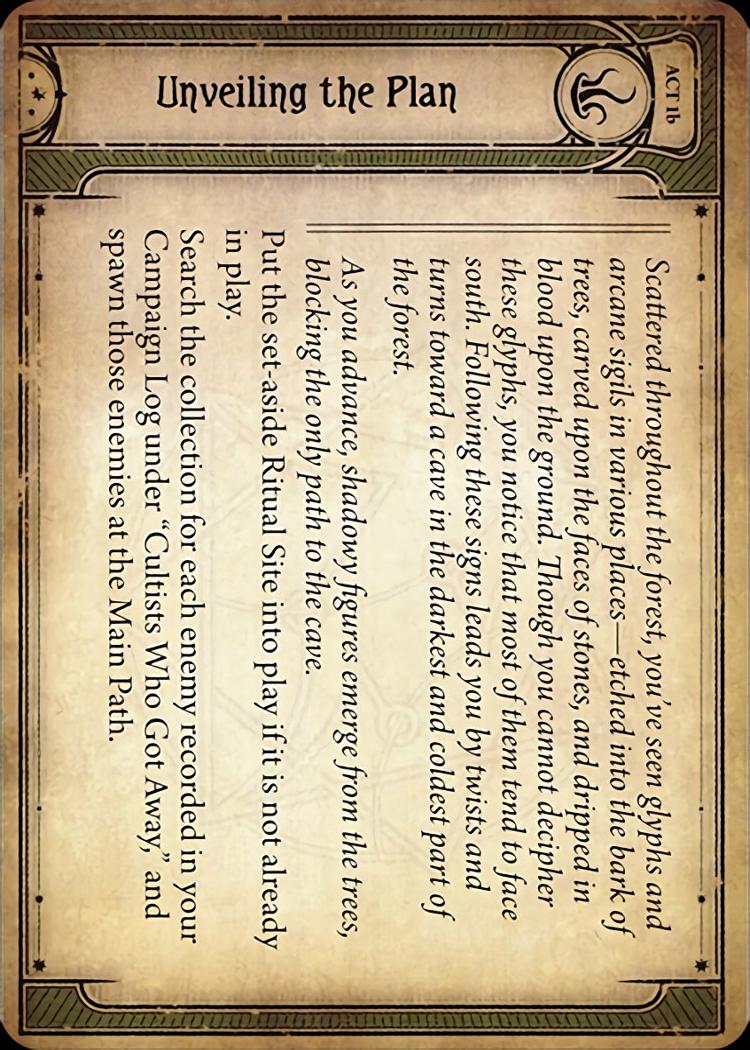 ACT 1b
Unveiling the Plan
Scattered throughout the forest, you’ve seen glyphs and
arcane sigils in various places—etched into the bark of
trees, carved upon the faces of stones, and dripped in
blood upon the ground. Though you cannot decipher
these glyphs, you notice that most of them tend to face
south. Following these signs leads you by twists and
turns toward a cave in the darkest and coldest part of
the forest.
As you advance, shadowy figures emerge from the trees,
blocking the only path to the cave.
Put the set-aside Ritual Site into play if it is not already
in play.
Search the collection for each enemy recorded in your
Campaign Log under “Cultists Who Got Away,” and
spawn those enemies at the Main Path.